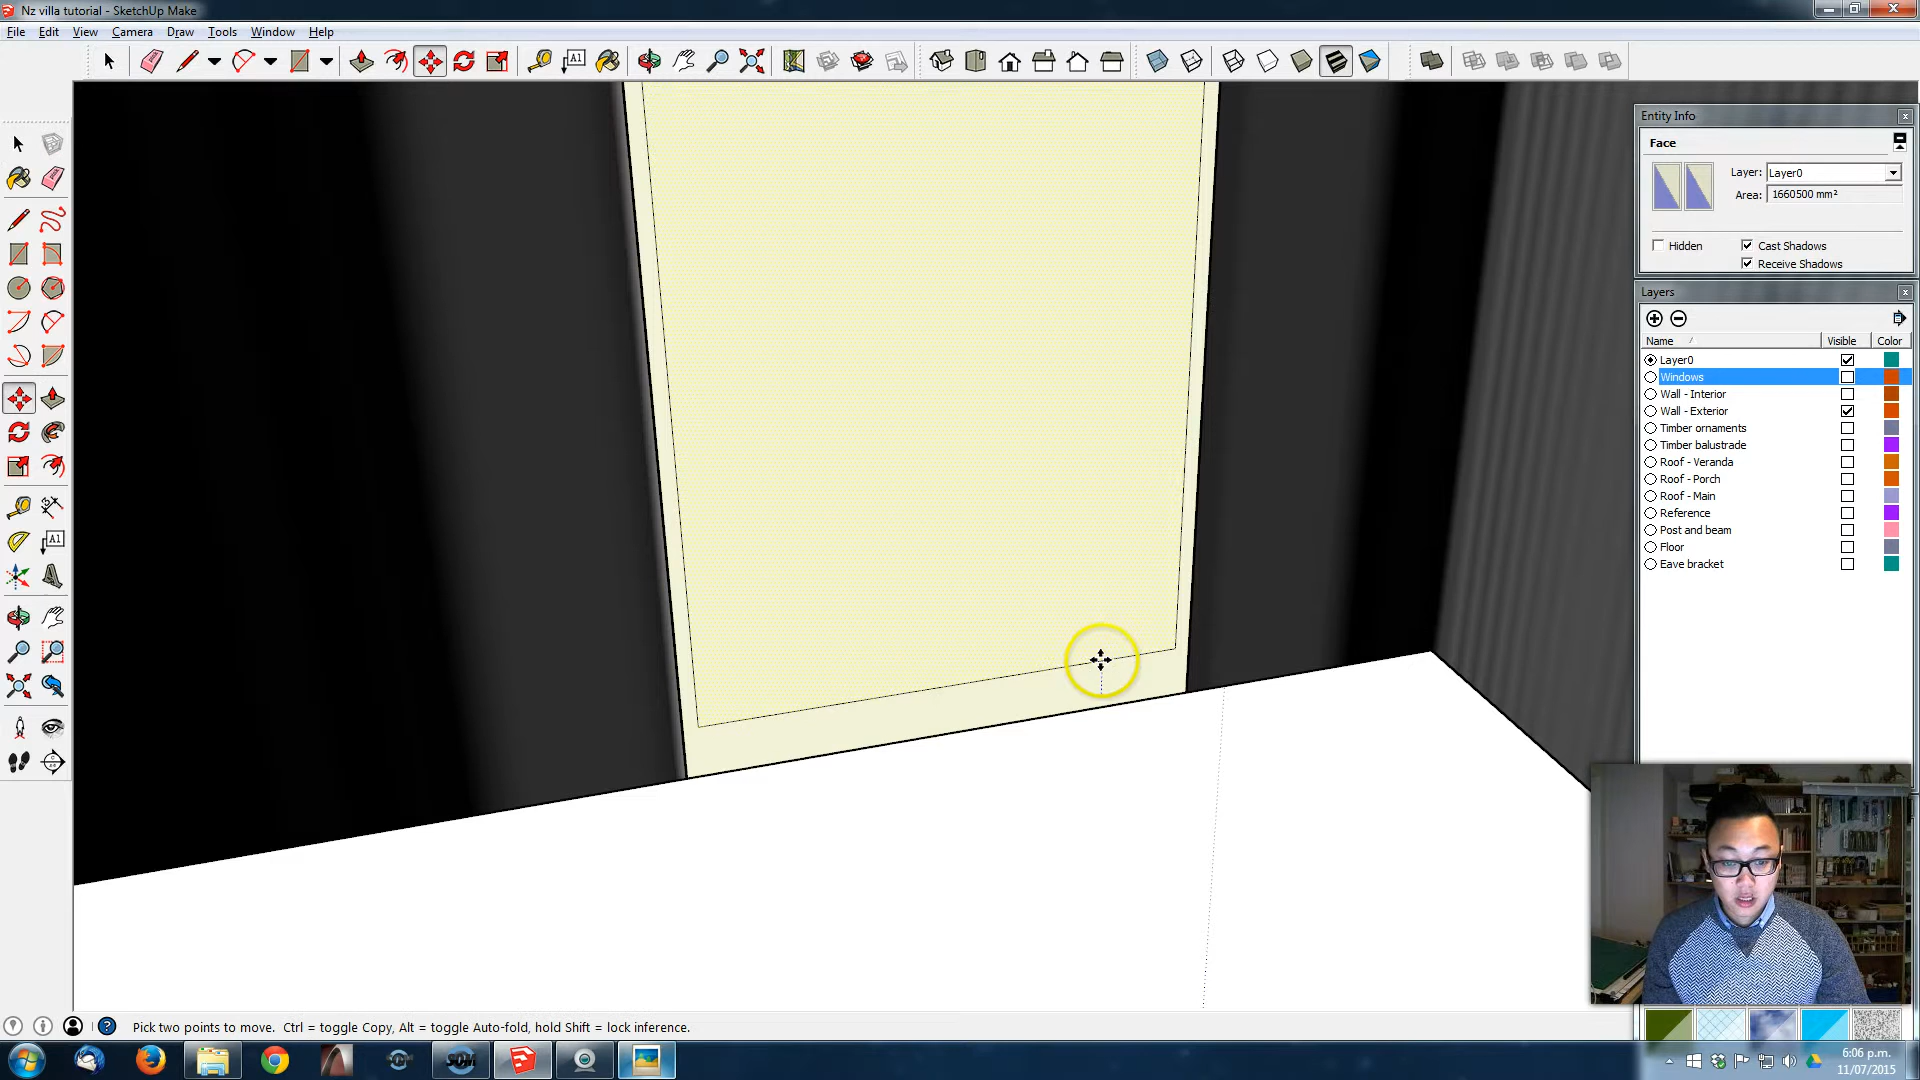 Nz villa tutorial - SketchUp Make
File Edit View Camera Draw Tools Window Help
A1
Entity Info
Face
Layer: Layer0
Area: 1660500 mm²
Hidden Cast Shadows
Receive Shadows
Layers
Name Visible Color
Layer0
Windows
Wall - Interior
Wall - Exterior
Timber ornaments
Timber balustrade
Roof - Veranda
Roof - Porch
Roof - Main
Reference
Post and beam
Floor
Eave bracket
A1
Pick two points to move. Ctrl = toggle Copy, Alt = toggle Auto-fold, hold Shift = lock inference.
6:06 p.m.
11/07/2015